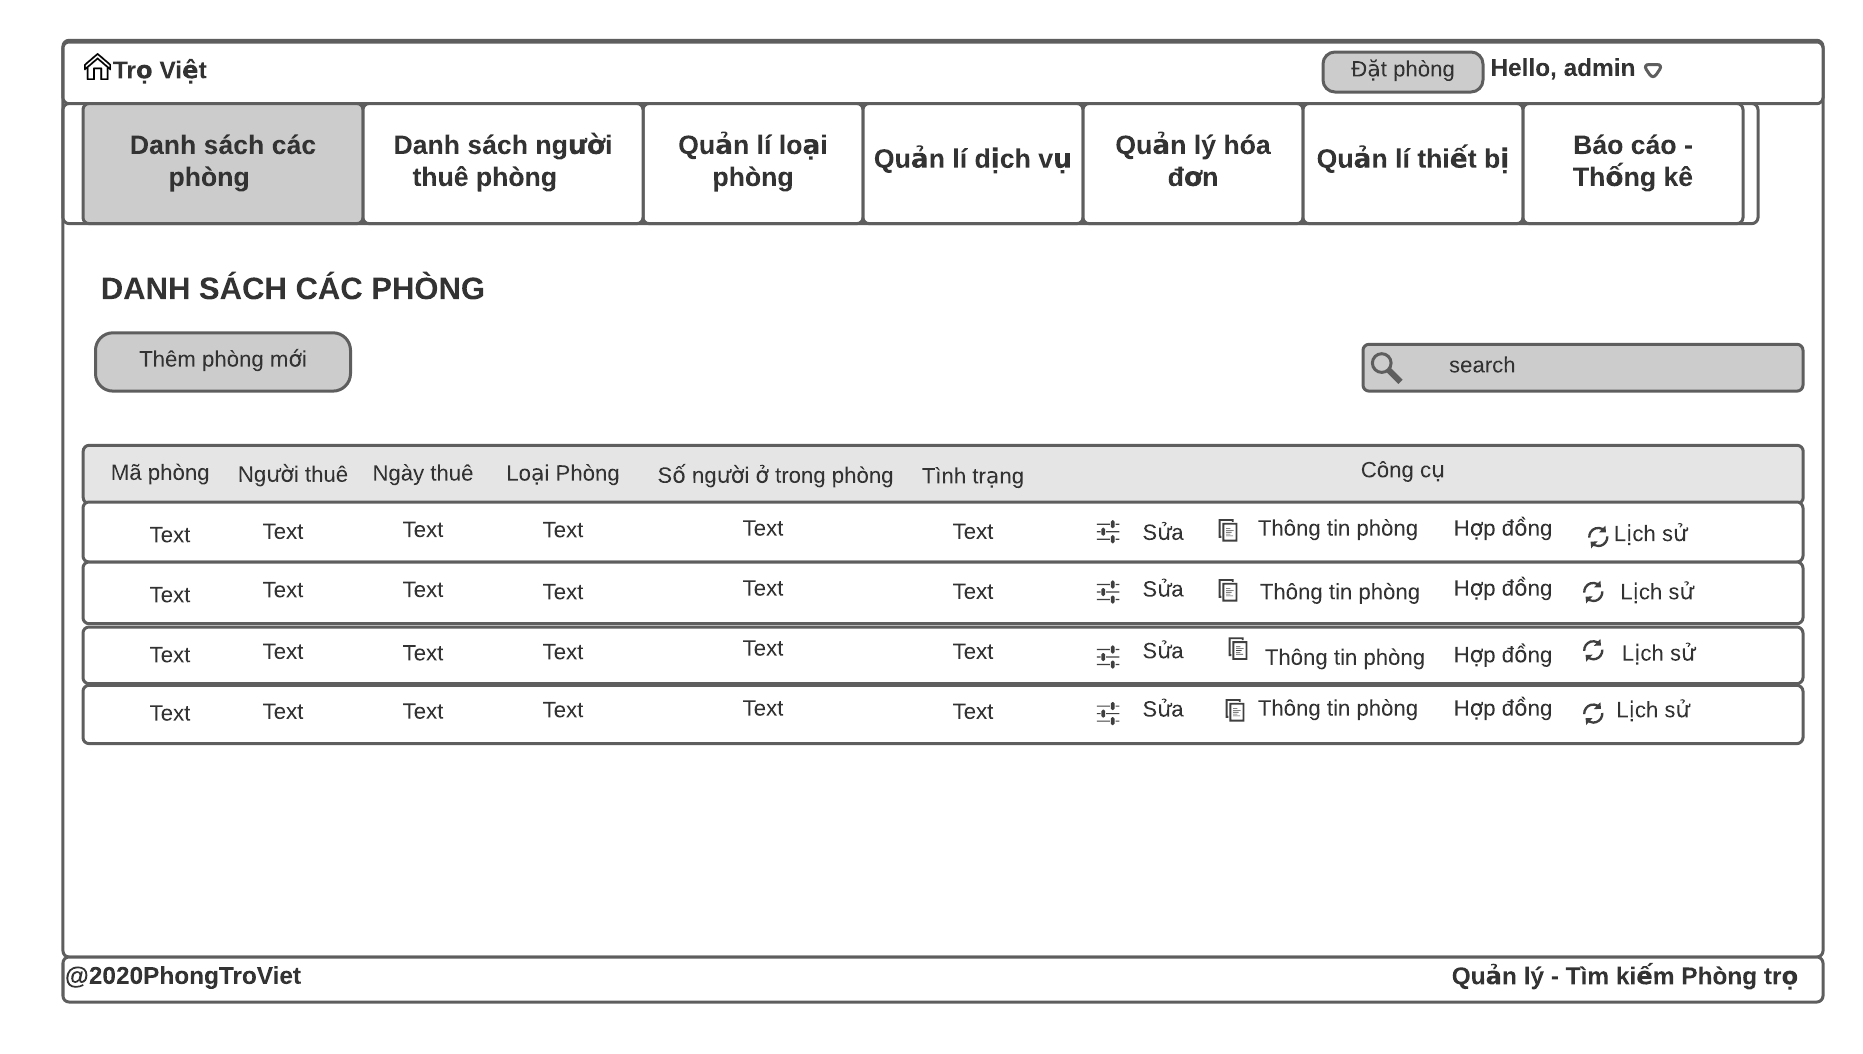 Trọ Việt
Đặt phòng
Hello, admin
Danh sách các
phòng
Danh sách người
thuê phòng
Quản lí loại
phòng
Quản lí dịch vụ
Quản lý hóa
đơn
Quản lí thiết bị
Báo cáo -
Thống kê
DANH SÁCH CÁC PHÒNG
Thêm phòng mới
search
Mã phòng Người thuê Ngày thuê Loại Phòng Số người ở trong phòng Tình trạng Công cụ
Text Text Text Text Text Text Sửa Thông tin phòng Hợp đồng Lịch sử
Text Text Text Text Text Text Sửa Thông tin phòng Hợp đồng Lịch sử
Text Text Text Text Text Text Sửa Thông tin phòng Hợp đồng Lịch sử
Text Text Text Text Text Text Sửa Thông tin phòng Hợp đồng Lịch sử
@2020PhongTroViet
Quản lý - Tìm kiếm Phòng trọ